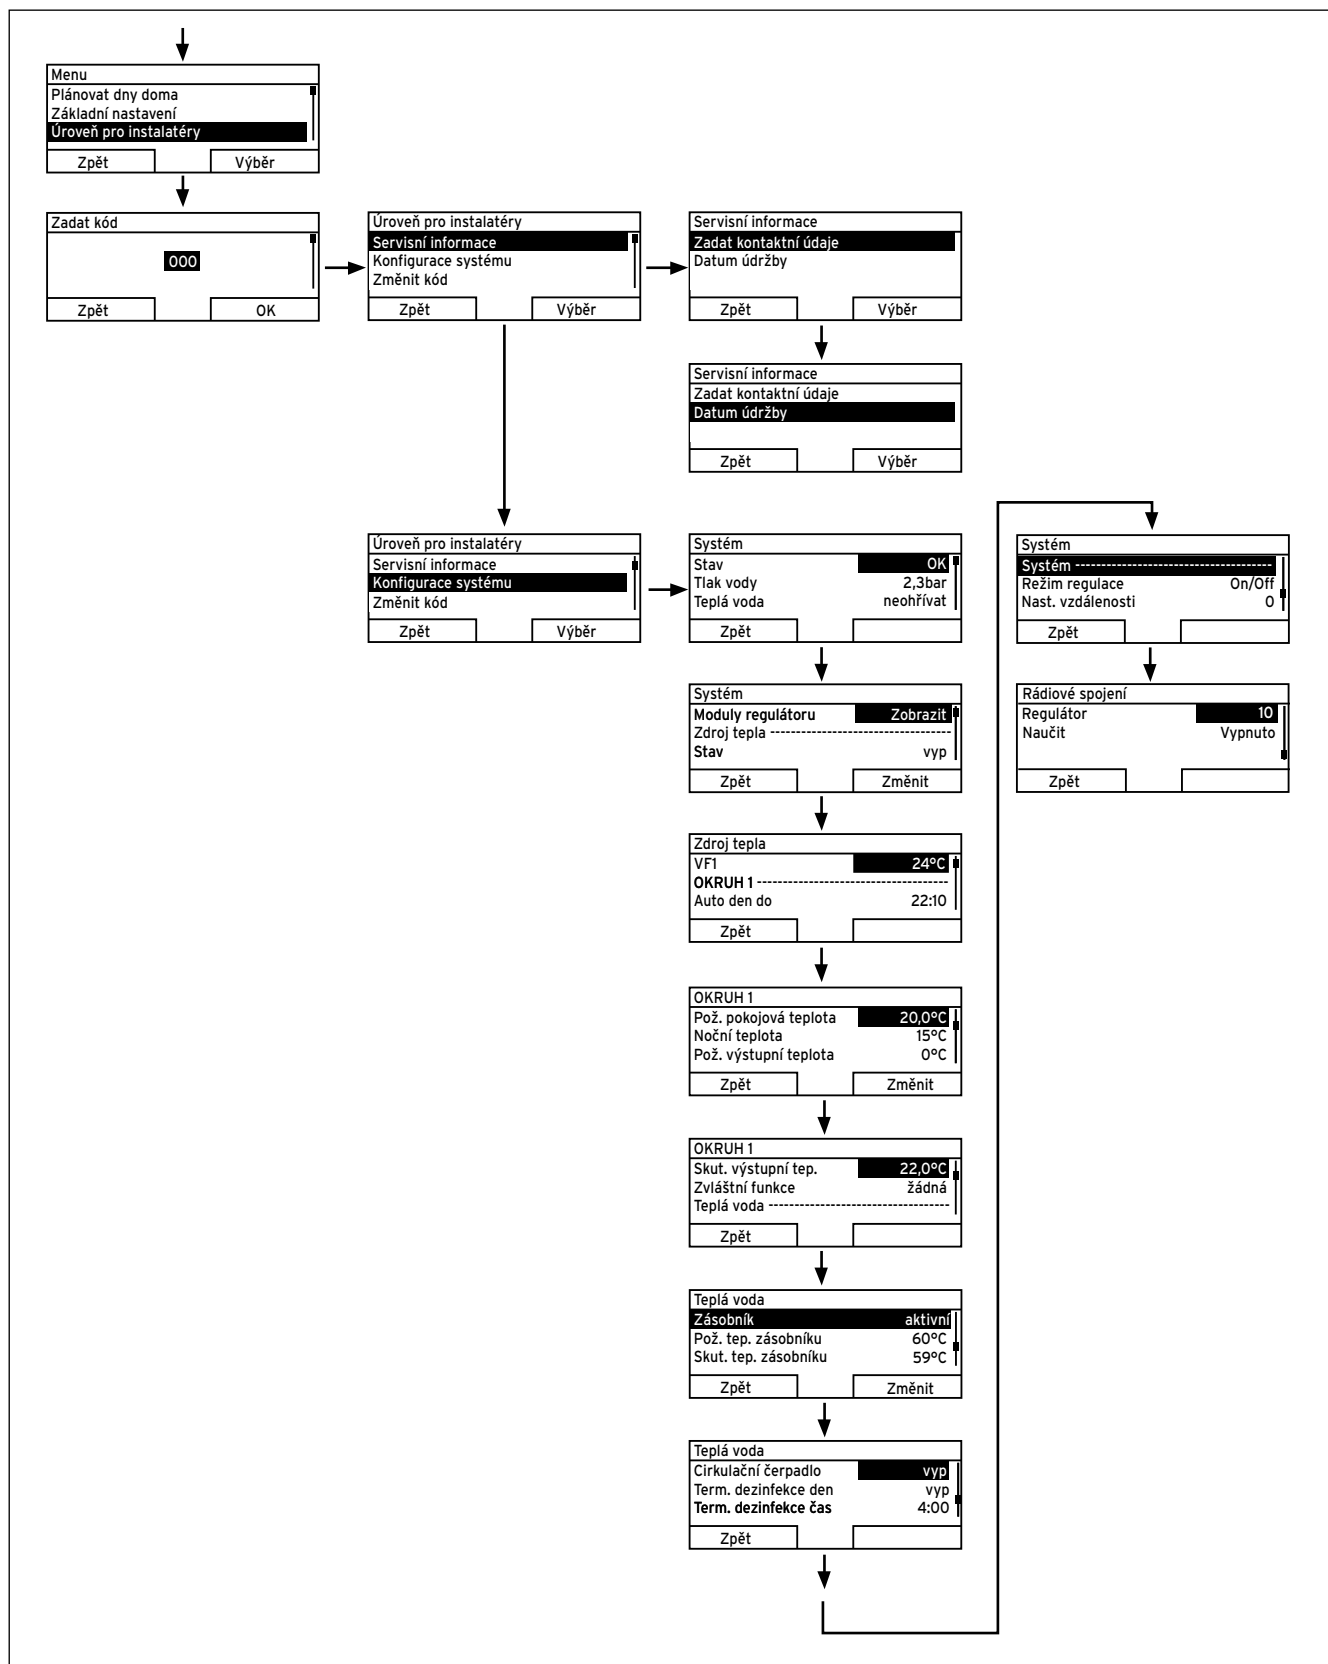 Menu
Plánovat dny doma
Základní nastavení
Úroveň pro instalatéry
Zpět Výběr
Zadat kód
000
Zpět OK
Úroveň pro instalatéry
Servisní informace
Konfigurace systému
Změnit kód
Zpět Výběr
Servisní informace
Zadat kontaktní údaje
Datum údržby
Zpět Výběr
Servisní informace
Zadat kontaktní údaje
Datum údržby
Zpět Výběr
Úroveň pro instalatéry
Servisní informace
Konfigurace systému
Změnit kód
Zpět Výběr
Systém
Stav OK
Tlak vody 2,3bar
Teplá voda neohřívat
Zpět
Systém
Moduly regulátoru Zobrazit
Zdroj tepla -----------------------------------
Stav vyp
Zpět Změnit
Zdroj tepla
VF1 24°C
OKRUH 1 -------------------------------------
Auto den do 22:10
Zpět
OKRUH 1
Pož. pokojová teplota 20,0°C
Noční teplota 15°C
Pož. výstupní teplota 0°C
Zpět Změnit
OKRUH 1
Skut. výstupní tep. 22,0°C
Zvláštní funkce žádná
Teplá voda -----------------------------------
Zpět
Teplá voda
Zásobník aktivní
Pož. tep. zásobníku 60°C
Skut. tep. zásobníku 59°C
Zpět Změnit
Teplá voda
Cirkulační čerpadlo vyp
Term. dezinfekce den vyp
Term. dezinfekce čas 4:00
Zpět
Systém
Systém --------------------------------------
Režim regulace On/Off
Nast. vzdálenosti 0
Zpět
Rádiové spojení
Regulátor 10
Naučit Vypnuto
Zpět